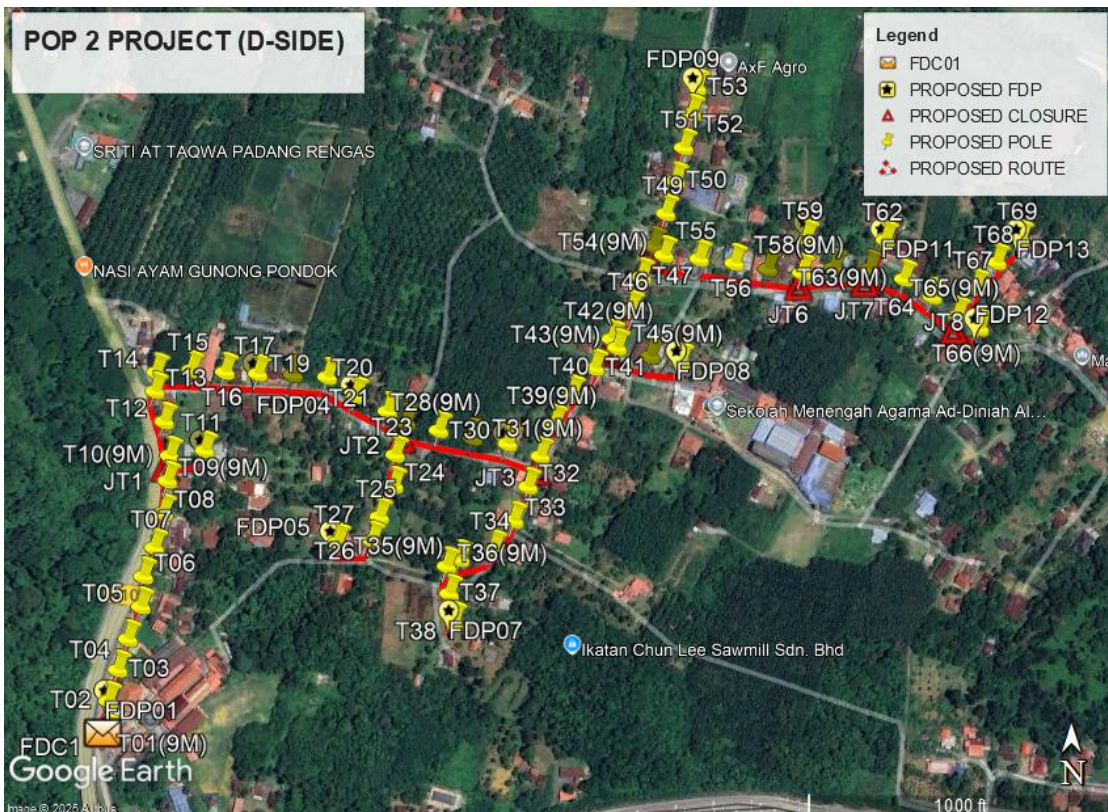 POP 2 PROJECT (D-SIDE)
Legend
FDC01
PROPOSED FDP
PROPOSED CLOSURE
PROPOSED POLE
PROPOSED ROUTE
FDP09
AxF Agro
T53
T51
T52
SRITI AT TAQWA PADANG RENGAS
T50
T49
T59
T62
T69
T68
T54(9M)
T55
T58(9M)
FDP11
FDP13
NASI AYAM GUNONG PONDOK
T67
T47
T63(9M)
T46
T56
T65(9M)
JT6
JT7
T64
T42(9M)
JT8
FDP12
T43(9M)
T45(9M)
T66(9M)
T15
T17
T14
T19
T20
T40
T41
FDP08
T13
T16
T21
FDP04
T39(9M)
T12
T28(9M)
Sekolah Menengah Agama Ad-Diniah Al...
T11
T23
T30
T31(9M)
T10(9M)
JT2
T09(9M)
JT1
T24
JT3
T32
T08
T25
T33
T07
T27
FDP05
T34
T26
T35(9M)
T36(9M)
T06
T05
T37
T38
FDP07
T04
Ikatan Chun Lee Sawmill Sdn. Bhd
T03
T02
FDP01
FDC1
T01(9M)
Google Earth
N
1000 ft